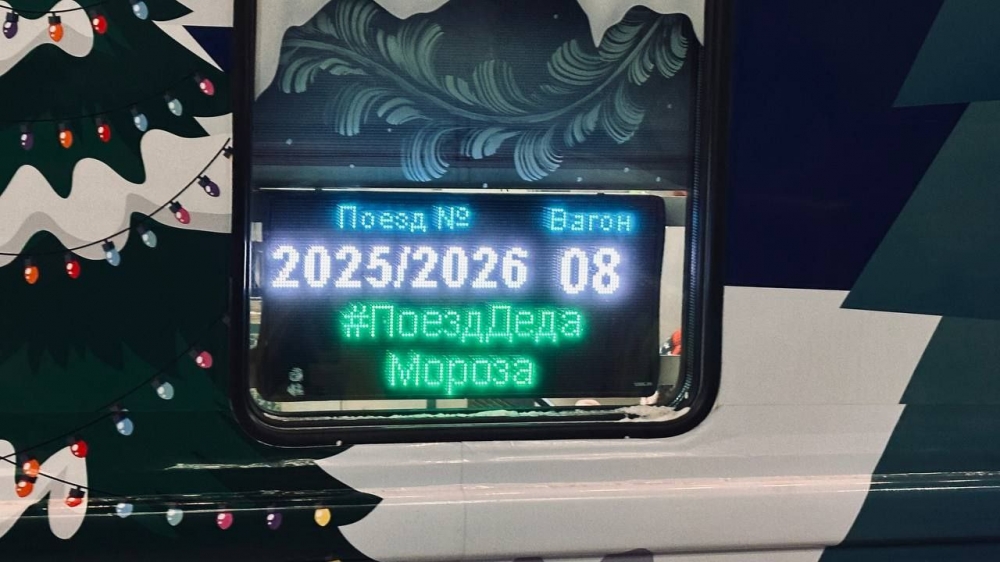 Поезд № Вагон
2025/2026 08
#ПоездДеда
Мороза